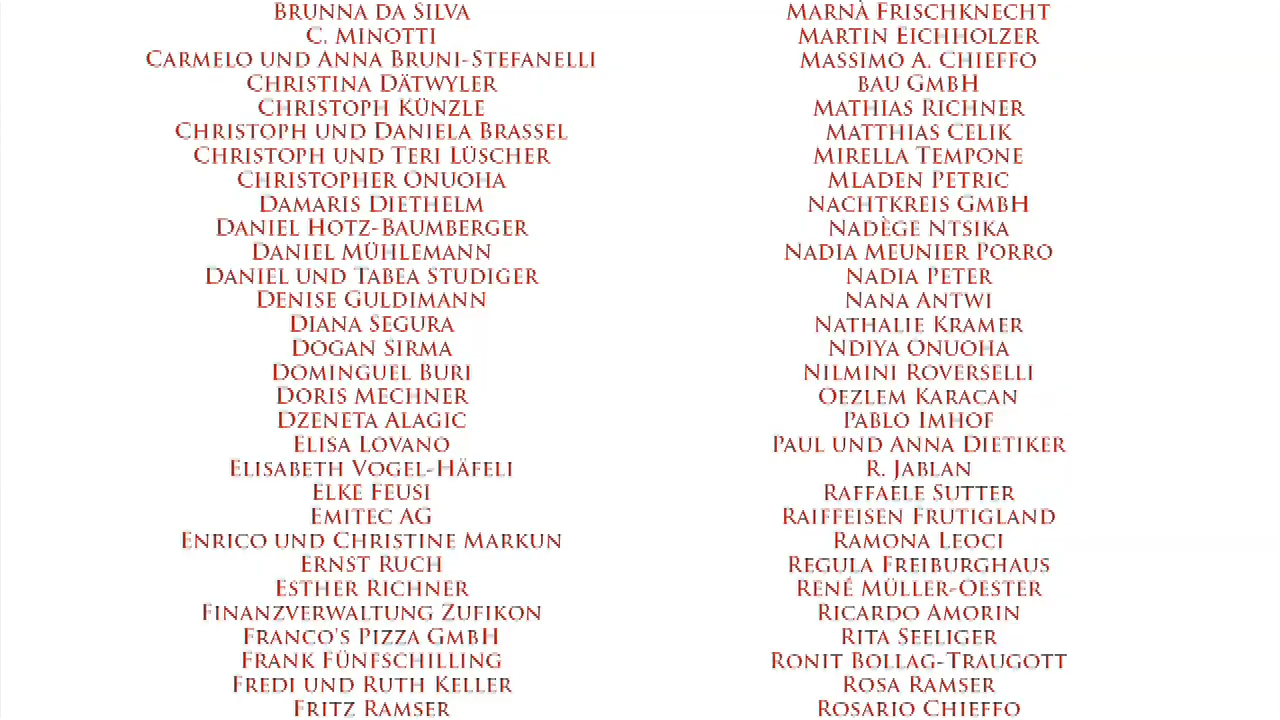 Brunna da Silva
C. Minotti
Carmelo und Anna Bruni-Stefanelli
Christina Dätwyler
Christoph Künzle
Christoph und Daniela Brassel
Christoph und Teri Lüscher
Christopher Onuoha
Damaris Diethelm
Daniel Hotz-Baumberger
Daniel Mühlemann
Daniel und Tabea Studiger
Denise Guldimann
Diana Segura
Dogan Sirma
Dominguel Buri
Doris Mechner
Dzeneta Alagic
Elisa Lovano
Elisabeth Vogel-Häfeli
Elke Feusi
Emitec AG
Enrico und Christine Markun
Ernst Ruch
Esther Richner
Finanzverwaltung Zufikon
Franco's Pizza GmbH
Frank Fünfschilling
Fredi und Ruth Keller
Fritz Ramser
Marnà Frischknecht
Martin Eichholzer
Massimo A. Chieffo
Bau GmbH
Mathias Richner
Matthias Celik
Mirella Tempone
Mladen Petric
Nachtkreis GmbH
Nadège Ntsika
Nadia Meunier Porro
Nadia Peter
Nana Antwi
Nathalie Kramer
Ndiya Onuoha
Nilmini Roverselli
Oezlem Karacan
Pablo Imhof
Paul und Anna Dietiker
R. Jablan
Raffaele Sutter
Raiffeisen Frutigland
Ramona Leoci
Regula Freiburghaus
René Müller-Oester
Ricardo Amorin
Rita Seeliger
Ronit Bollag-Traugott
Rosa Ramser
Rosario Chieffo